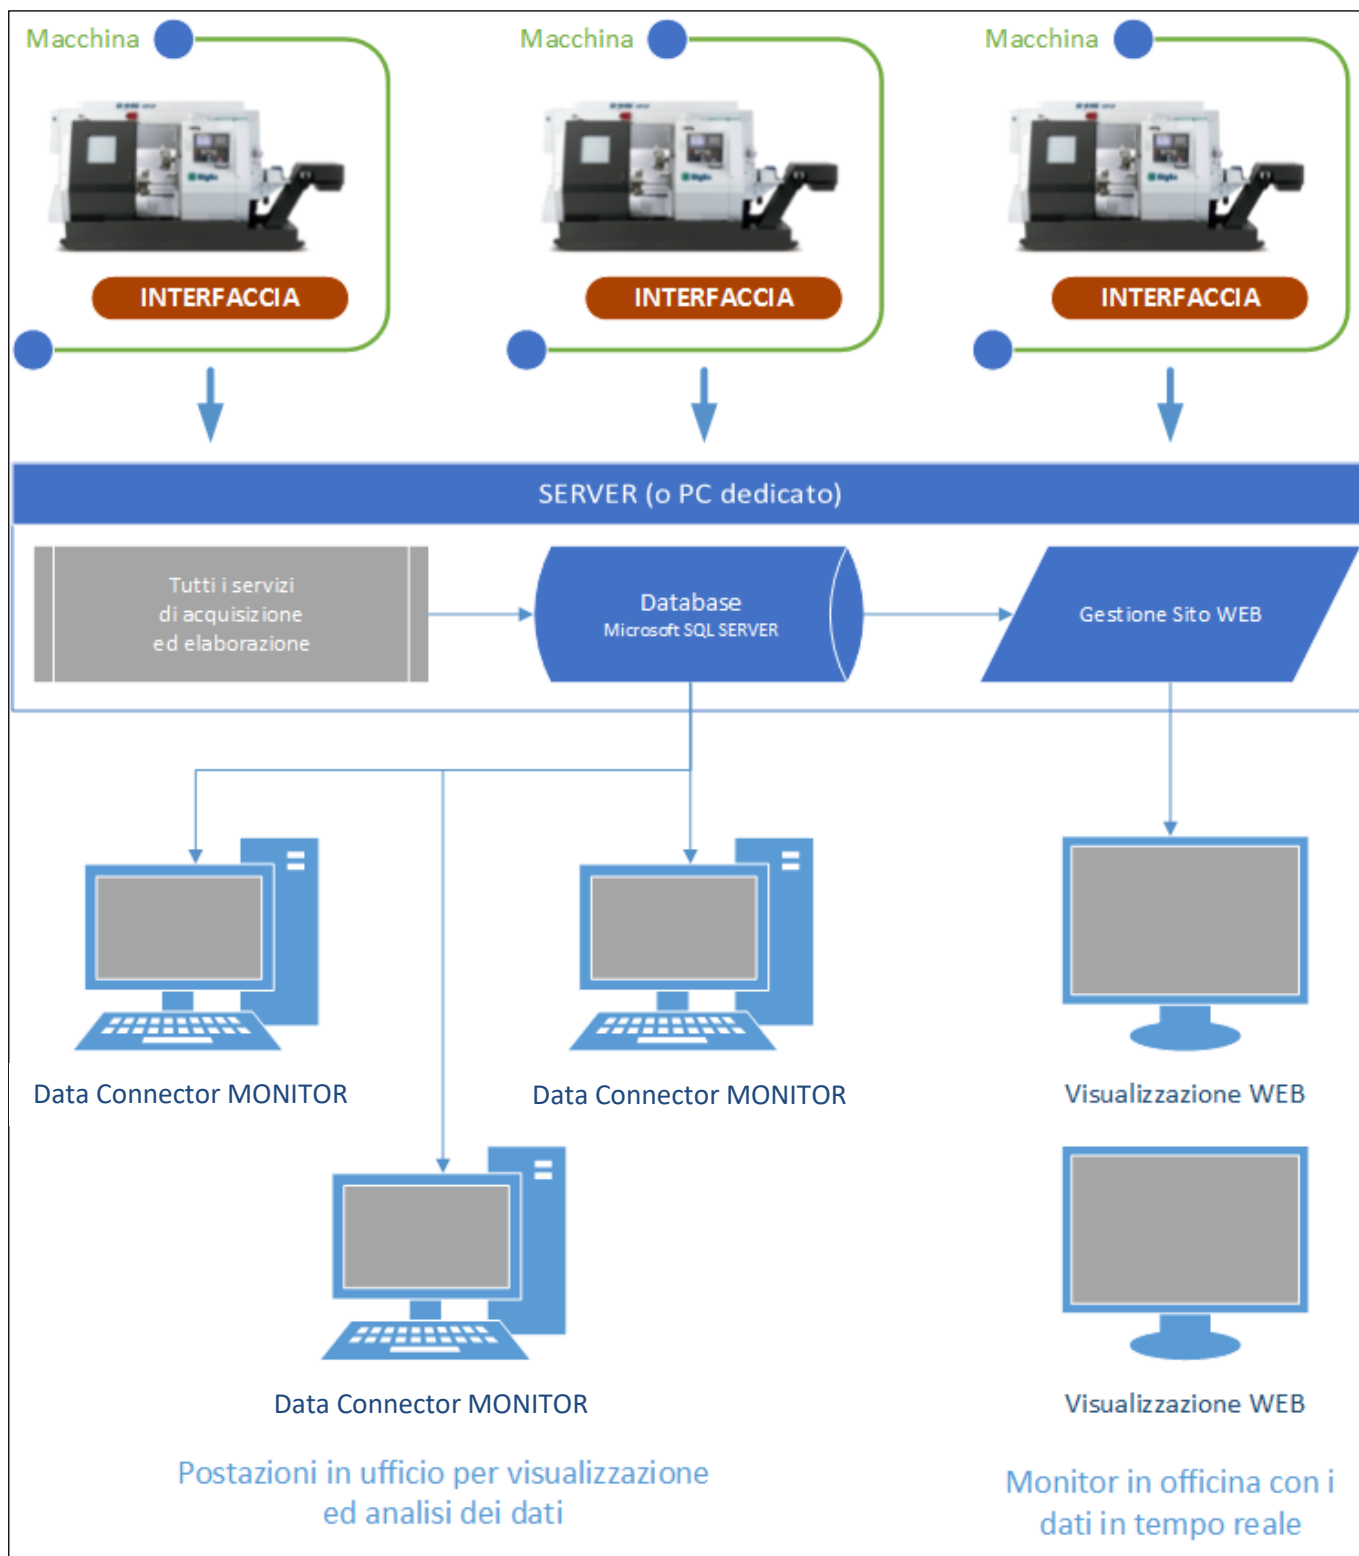 Macchina
Macchina
Macchina
INTERFACCIA
INTERFACCIA
INTERFACCIA
SERVER (o PC dedicato)
Tutti i servizi
di acquisizione
ed elaborazione
Database
Microsoft SQL SERVER
Gestione Sito WEB
Data Connector MONITOR
Data Connector MONITOR
Visualizzazione WEB
Data Connector MONITOR
Visualizzazione WEB
Postazioni in ufficio per visualizzazione
ed analisi dei dati
Monitor in officina con i
dati in tempo reale